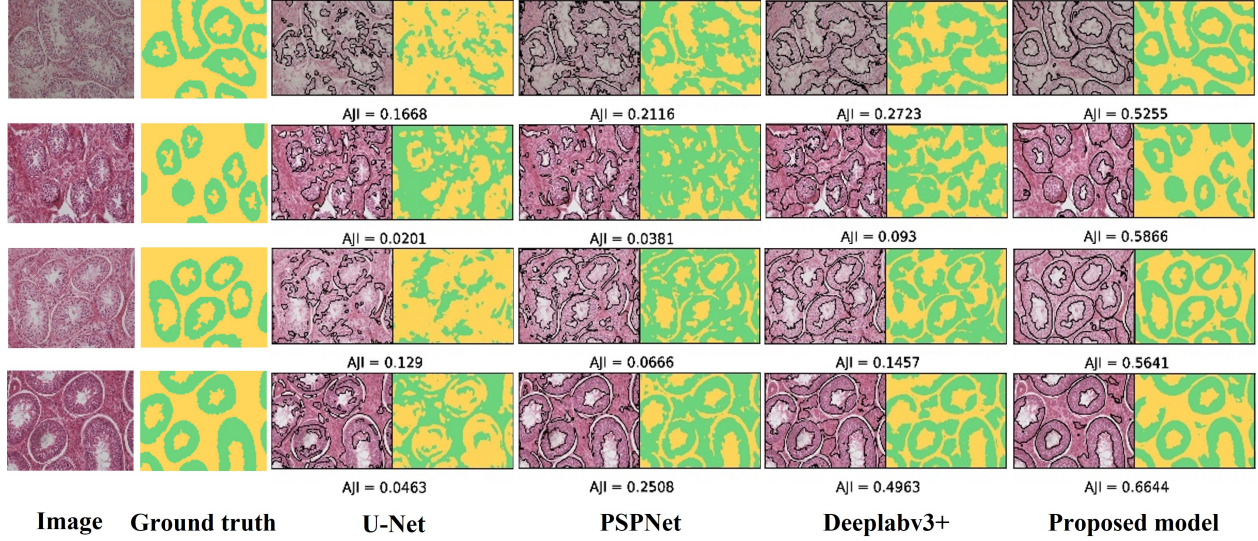 AJI = 0.1668 AJI = 0.2116 AJI = 0.2723 AJI = 0.5255
AJI = 0.0201 AJI = 0.0381 AJI = 0.093 AJI = 0.5866
AJI = 0.129 AJI = 0.0666 AJI = 0.1457 AJI = 0.5641
AJI = 0.0463 AJI = 0.2508 AJI = 0.4963 AJI = 0.6644
Image Ground truth U-Net PSPNet Deeplabv3+ Proposed model